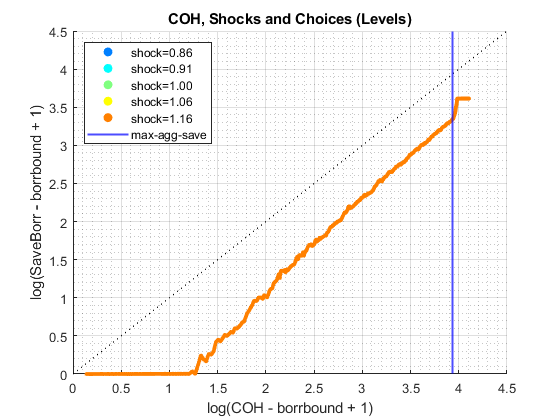 COH, Shocks and Choices (Levels)
4.5
4
3.5
3
2.5
2
1.5
1
0.5
0
log(SaveBorr - borrbound + 1)
shock=0.86
shock=0.91
shock=1.00
shock=1.06
shock=1.16
max-agg-save
0 0.5 1 1.5 2 2.5 3 3.5 4 4.5
log(COH - borrbound + 1)